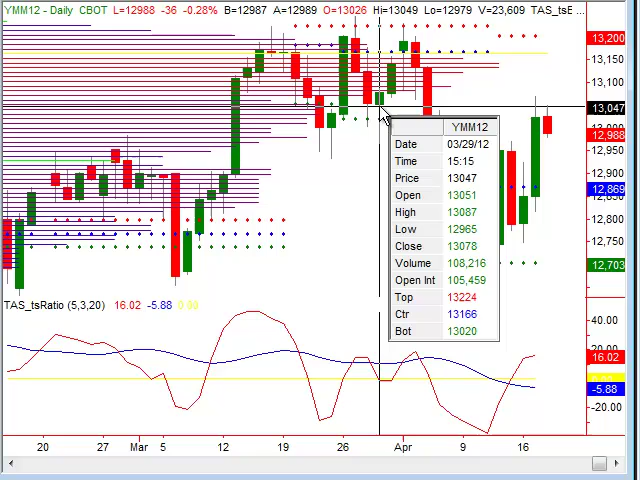 YMM12 - Daily CBOT L=12988 -36 -0.28% B=12987 A=12989 O=13026 Hi=13049 Lo=12979 V=23,609 TAS_tsE...
13,200
13,150
13,100
13,047
12,988
12,950
12,900
12,869
12,800
12,750
12,703
YMM12
Date 03/29/12
Time 15:15
Price 13047
Open 13051
High 13087
Low 12965
Close 13078
Volume 108,216
Open Int 105,459
Top 13224
Ctr 13166
Bot 13020
TAS_tsRatio (5,3,20) 16.02 -5.88 0.00
40.00
16.02
-5.88
-20.00
20 27 Mar 5 12 19 26 Apr 9 16